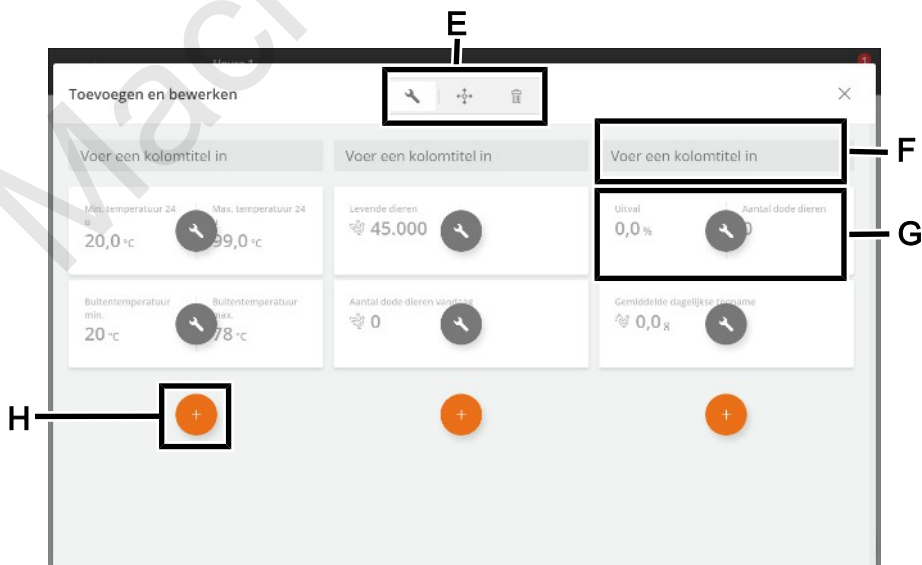 E
1
Toevoegen en bewerken
Voer een kolomtitel in
Voer een kolomtitel in
Voer een kolomtitel in
F
Min. temperatuur 24
Max. temperatuur 24
u
20,0 °C
99,0 °C
Levende dieren
45.000
Uitval
0,0 %
Aantal dode dieren
G
Buitentemperatuur
min.
20 °C
Buitentemperatuur
max.
78 °C
Aantal dode dieren vandaag
0
Gemiddelde dagelijkse toename
0,0 g
H